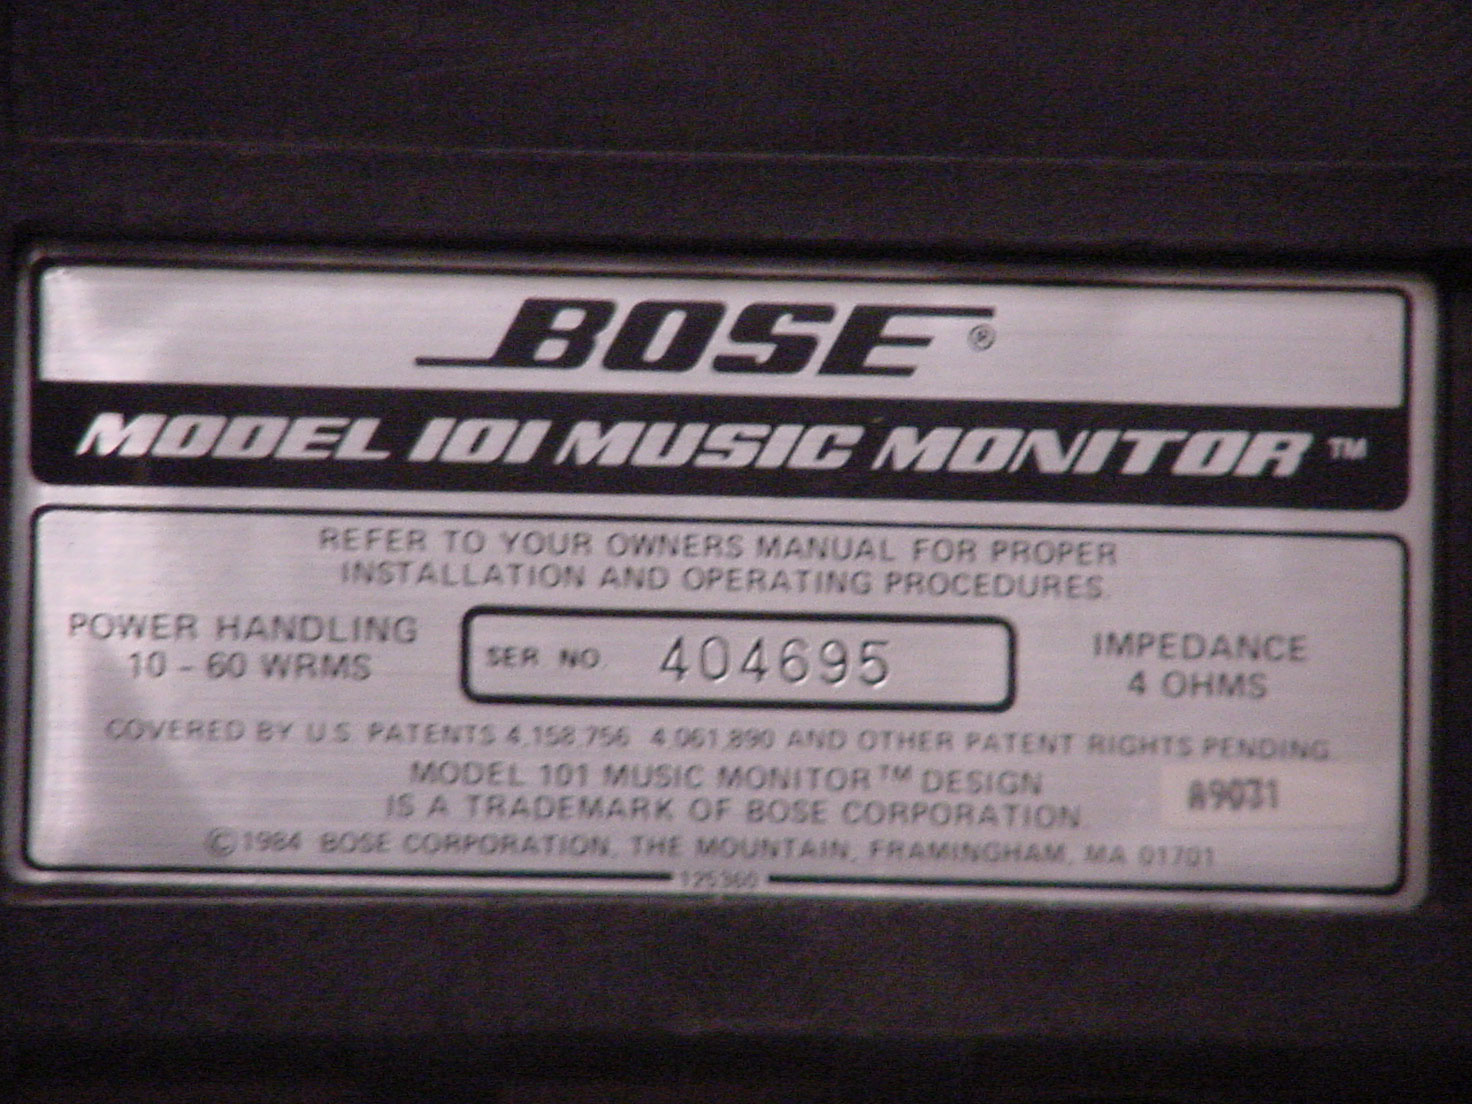 BOSE®
MODEL 101 MUSIC MONITOR™
REFER TO YOUR OWNERS MANUAL FOR PROPER
INSTALLATION AND OPERATING PROCEDURES.
POWER HANDLING
10 - 60 WRMS
SER NO. 404695
IMPEDANCE
4 OHMS
COVERED BY U.S. PATENTS 4,158,756 4,061,890 AND OTHER PATENT RIGHTS PENDING.
MODEL 101 MUSIC MONITOR™ DESIGN
IS A TRADEMARK OF BOSE CORPORATION.
A9031
©1984 BOSE CORPORATION, THE MOUNTAIN, FRAMINGHAM, MA 01701